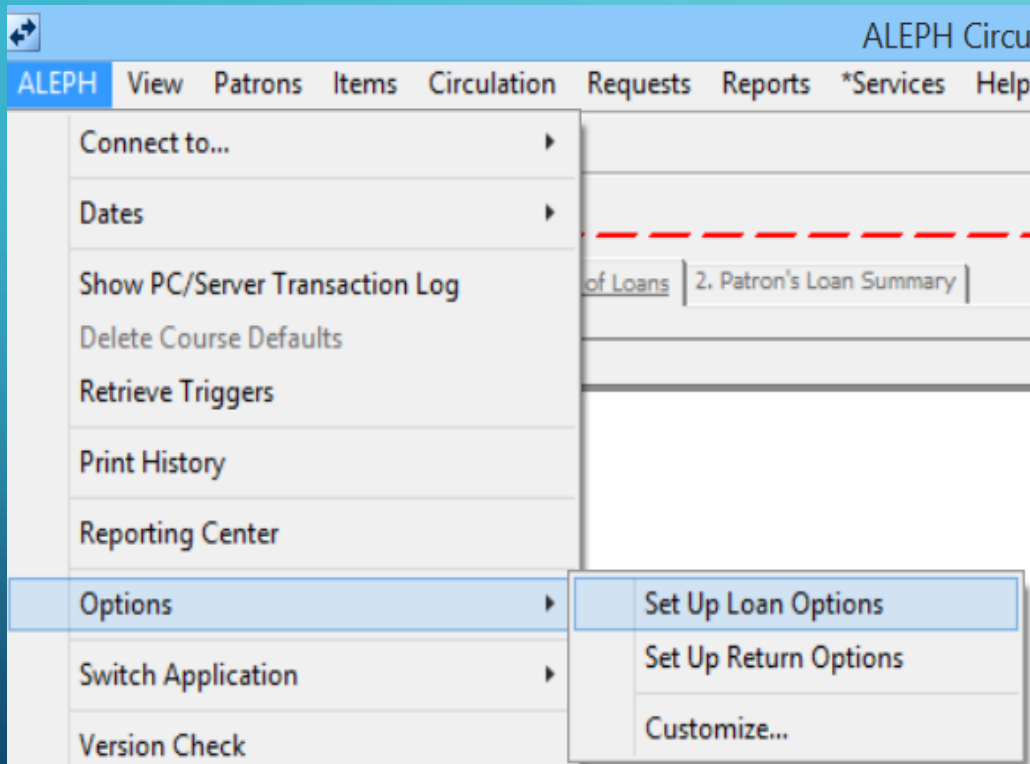 ALEPH Circu
ALEPH View Patrons Items Circulation Requests Reports *Services Help
Connect to...
Dates
Show PC/Server Transaction Log
of Loans 2. Patron's Loan Summary
Delete Course Defaults
Retrieve Triggers
Print History
Reporting Center
Options
Set Up Loan Options
Set Up Return Options
Switch Application
Customize...
Version Check